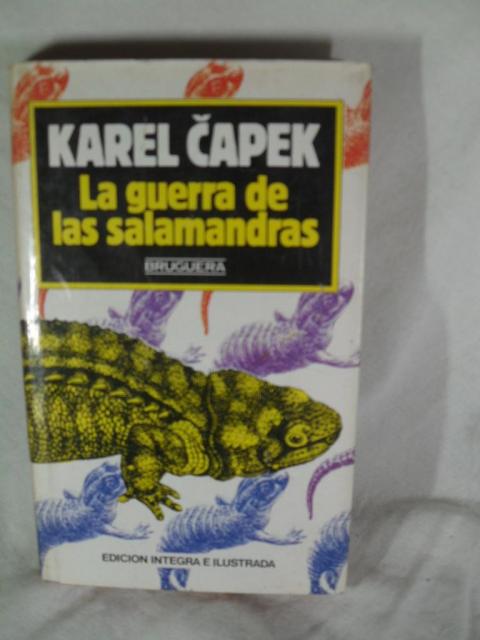 KAREL ČAPEK
La guerra de
las salamandras
BRUGUERA
EDICION INTEGRA E ILUSTRADA